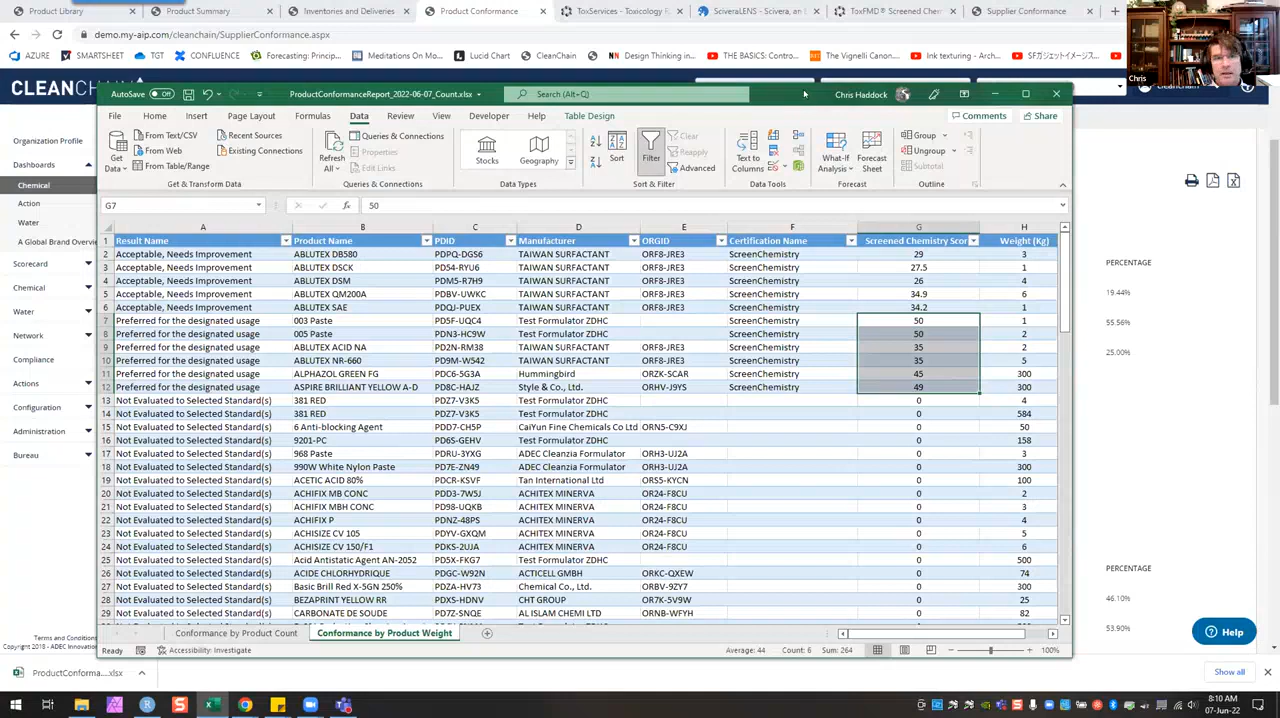 Product Library
Product Summary
Inventories and Deliveries
Product Conformance
ToxServices - Toxicology R
SciveraLENS - Scivera, an L
ToxFMD® Screened Chem
Supplier Conformance
demo.my-aip.com/cleanchain/SupplierConformance.aspx
AZURE SMARTSHEET TGT CONFLUENCE Forecasting: Princip... Meditations On Mo... Lucid Chart CleanChain Design Thinking in... THE BASICS: Contro... The Vignelli Canon... Ink texturing - Art... SFガジェットイメージス...
Chris
CLEANCHA
AutoSave Off ProductConformanceReport_2022-06-07_Count.xlsx Search (Alt+Q) Chris Haddock
File Home Insert Page Layout Formulas Data Review View Developer Help Table Design Comments Share
Get Data From Text/CSV From Web From Table/Range Recent Sources Existing Connections
Refresh All Queries & Connections Properties Edit Links
Stocks Geography
Sort Filter Clear Reapply Advanced
Text to Columns What-If Analysis Forecast Sheet Group Ungroup Subtotal
Get & Transform Data Queries & Connections Data Types Sort & Filter Data Tools Forecast Outline
G7 fx 50
A B C D E F G H
1 Result Name Product Name PDID Manufacturer ORGID Certification Name Screened Chemistry Scor Weight (Kg)
2 Acceptable, Needs Improvement ABLUTEX DB580 PDPQ-DGS6 TAIWAN SURFACTANT ORF8-JRE3 ScreenChemistry 29 3
3 Acceptable, Needs Improvement ABLUTEX DSCK PD54-RYU6 TAIWAN SURFACTANT ORF8-JRE3 ScreenChemistry 27.5 1
4 Acceptable, Needs Improvement ABLUTEX DSM PDM5-R7H9 TAIWAN SURFACTANT ORF8-JRE3 ScreenChemistry 26 4
5 Acceptable, Needs Improvement ABLUTEX QM200A PDBV-UWKC TAIWAN SURFACTANT ORF8-JRE3 ScreenChemistry 34.9 6
6 Acceptable, Needs Improvement ABLUTEX SAE PDQJ-PUEX TAIWAN SURFACTANT ORF8-JRE3 ScreenChemistry 34.2 1
7 Preferred for the designated usage 003 Paste PD5F-UQC4 Test Formulator ZDHC ScreenChemistry 50 1
8 Preferred for the designated usage 005 Paste PDN3-HC9W Test Formulator ZDHC ScreenChemistry 50 2
9 Preferred for the designated usage ABLUTEX ACID NA PD2N-RM38 TAIWAN SURFACTANT ORF8-JRE3 ScreenChemistry 35 2
10 Preferred for the designated usage ABLUTEX NR-660 PD9M-W542 TAIWAN SURFACTANT ORF8-JRE3 ScreenChemistry 35 5
11 Preferred for the designated usage ALPHAZOL GREEN FG PDC6-5G3A Hummingbird ORZK-SCAR ScreenChemistry 45 300
12 Preferred for the designated usage ASPIRE BRILLIANT YELLOW A-D PD8C-HAJZ Style & Co., Ltd. ORHV-J9YS ScreenChemistry 49 300
13 Not Evaluated to Selected Standard(s) 381 RED PDZ7-V3K5 Test Formulator ZDHC 0 4
14 Not Evaluated to Selected Standard(s) 381 RED PDZ7-V3K5 Test Formulator ZDHC 0 584
15 Not Evaluated to Selected Standard(s) 6 Anti-blocking Agent PDD7-CH5P CaiYun Fine Chemicals Co Ltd ORN5-C9XJ 0 50
16 Not Evaluated to Selected Standard(s) 9201-PC PD6S-GEHV Test Formulator ZDHC 0 158
17 Not Evaluated to Selected Standard(s) 968 Paste PDRU-3YXG ADEC Cleanzia Formulator ORH3-UJ2A 0 3
18 Not Evaluated to Selected Standard(s) 990W White Nylon Paste PD7E-ZN49 ADEC Cleanzia Formulator ORH3-UJ2A 0 300
19 Not Evaluated to Selected Standard(s) ACETIC ACID 80% PDCR-KSVF Tan International Ltd ORS5-KYCN 0 100
20 Not Evaluated to Selected Standard(s) ACHIFIX MB CONC PDD3-7W5J ACHITEX MINERVA OR24-F8CU 0 2
21 Not Evaluated to Selected Standard(s) ACHIFIX MBH CONC PD98-UQKB ACHITEX MINERVA OR24-F8CU 0 3
22 Not Evaluated to Selected Standard(s) ACHIFIX P PDNZ-48PS ACHITEX MINERVA OR24-F8CU 0 4
23 Not Evaluated to Selected Standard(s) ACHISIZE CV 105 PDYV-GXQM ACHITEX MINERVA OR24-F8CU 0 5
24 Not Evaluated to Selected Standard(s) ACHISIZE CV 150/F1 PDKS-2UJA ACHITEX MINERVA OR24-F8CU 0 6
25 Not Evaluated to Selected Standard(s) Acid Antistatic Agent AN-2052 PD5X-FKG7 Test Formulator ZDHC 0 500
26 Not Evaluated to Selected Standard(s) ACIDE CHLORHYDRIQUE PDGC-W92N ACTICELL GMBH ORKC-QXEW 0 74
27 Not Evaluated to Selected Standard(s) Basic Brill Red X-5GN 250% PDZA-HV73 Chemical Co., Ltd. OR8V-9ZY7 0 300
28 Not Evaluated to Selected Standard(s) BEZAPRINT YELLOW RR PDXS-HDNV CHT GROUP OR7K-5V9W 0 25
29 Not Evaluated to Selected Standard(s) CARBONATE DE SOUDE PD7Z-SNQE AL ISLAM CHEMI LTD ORNB-WFYH 0 82
Conformance by Product Count Conformance by Product Weight
Ready Accessibility: Investigate Average: 44 Count: 6 Sum: 264 100%
Organization Profile
Dashboards
Chemical
Action
Water
A Global Brand Overvie
Scorecard
Chemical
Water
Network
Compliance
Actions
Configuration
Administration
Bureau
Terms and Conditions
Copyright 2018 - ADEC Innovation
PERCENTAGE
19.44%
55.56%
25.00%
PERCENTAGE
46.10%
53.90%
Help
ProductConforma....xlsx
Show all
8:10 AM
07-Jun-22